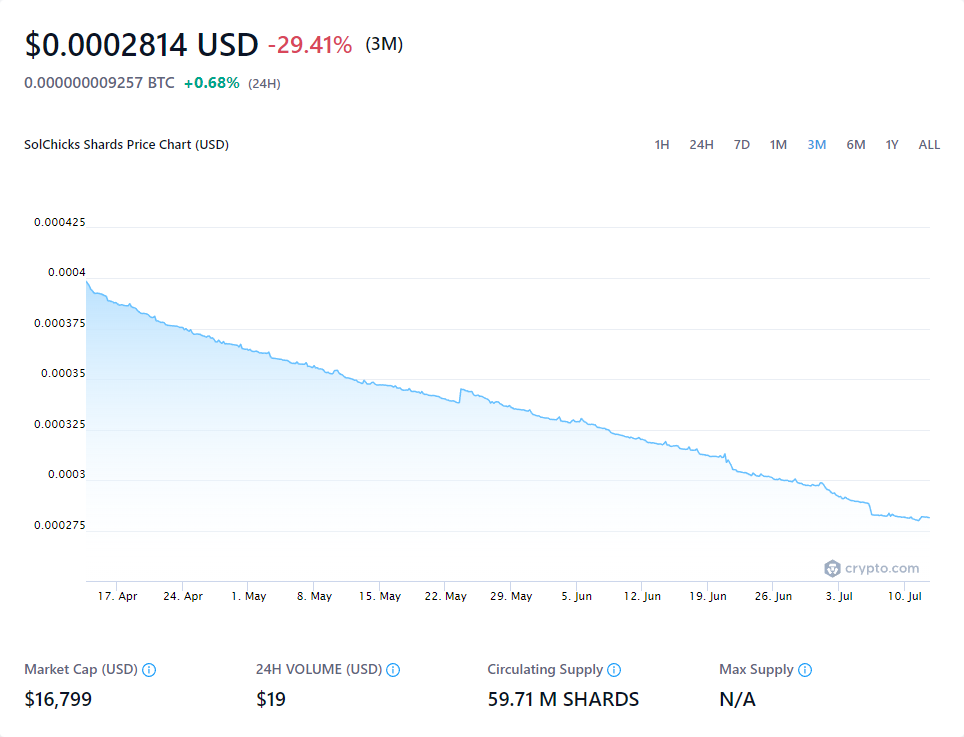 $0.0002814 USD -29.41% (3M)
0.000000009257 BTC +0.68% (24H)
SolChicks Shards Price Chart (USD)
1H 24H 7D 1M 3M 6M 1Y ALL
0.000425
0.0004
0.000375
0.00035
0.000325
0.0003
0.000275
crypto.com
17. Apr 24. Apr 1. May 8. May 15. May 22. May 29. May 5. Jun 12. Jun 19. Jun 26. Jun 3. Jul 10. Jul
Market Cap (USD) 24H VOLUME (USD) Circulating Supply Max Supply
$16,799 $19 59.71 M SHARDS N/A